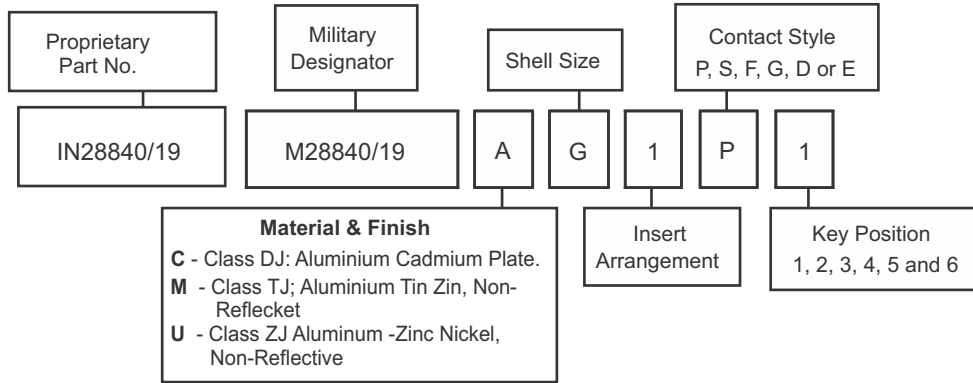 Proprietary
Part No.
Military
Designator
Shell Size
Contact Style
P, S, F, G, D or E
IN28840/19
M28840/19
A
G
1
P
1
Material & Finish
C - Class DJ: Aluminium Cadmium Plate.
M - Class TJ; Aluminium Tin Zin, Non-
Reflecket
U - Class ZJ Aluminum -Zinc Nickel,
Non-Reflective
Insert
Arrangement
Key Position
1, 2, 3, 4, 5 and 6